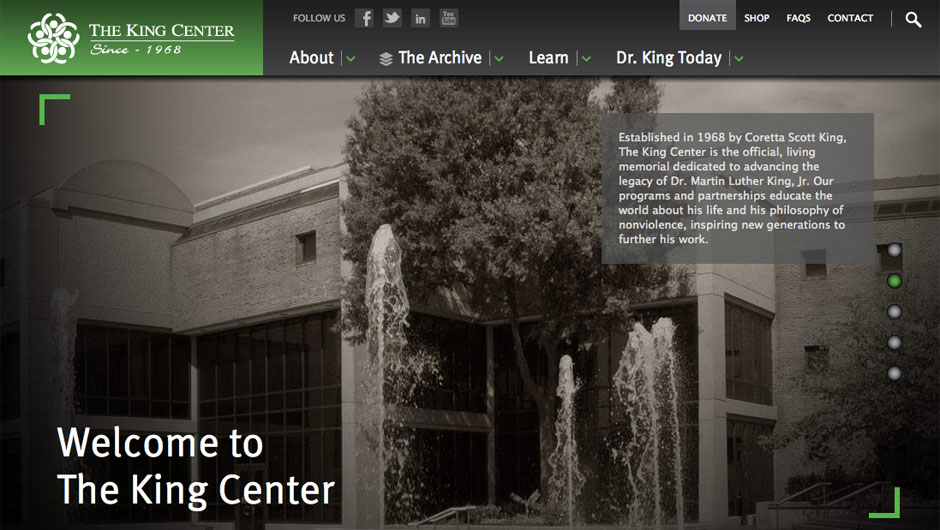 THE KING CENTER
Since - 1968
FOLLOW US
f
in
You Tube
DONATE
SHOP
FAQS
CONTACT
About
The Archive
Learn
Dr. King Today
Established in 1968 by Coretta Scott King,
The King Center is the official, living
memorial dedicated to advancing the
legacy of Dr. Martin Luther King, Jr. Our
programs and partnerships educate the
world about his life and his philosophy of
nonviolence, inspiring new generations to
further his work.
Welcome to
The King Center